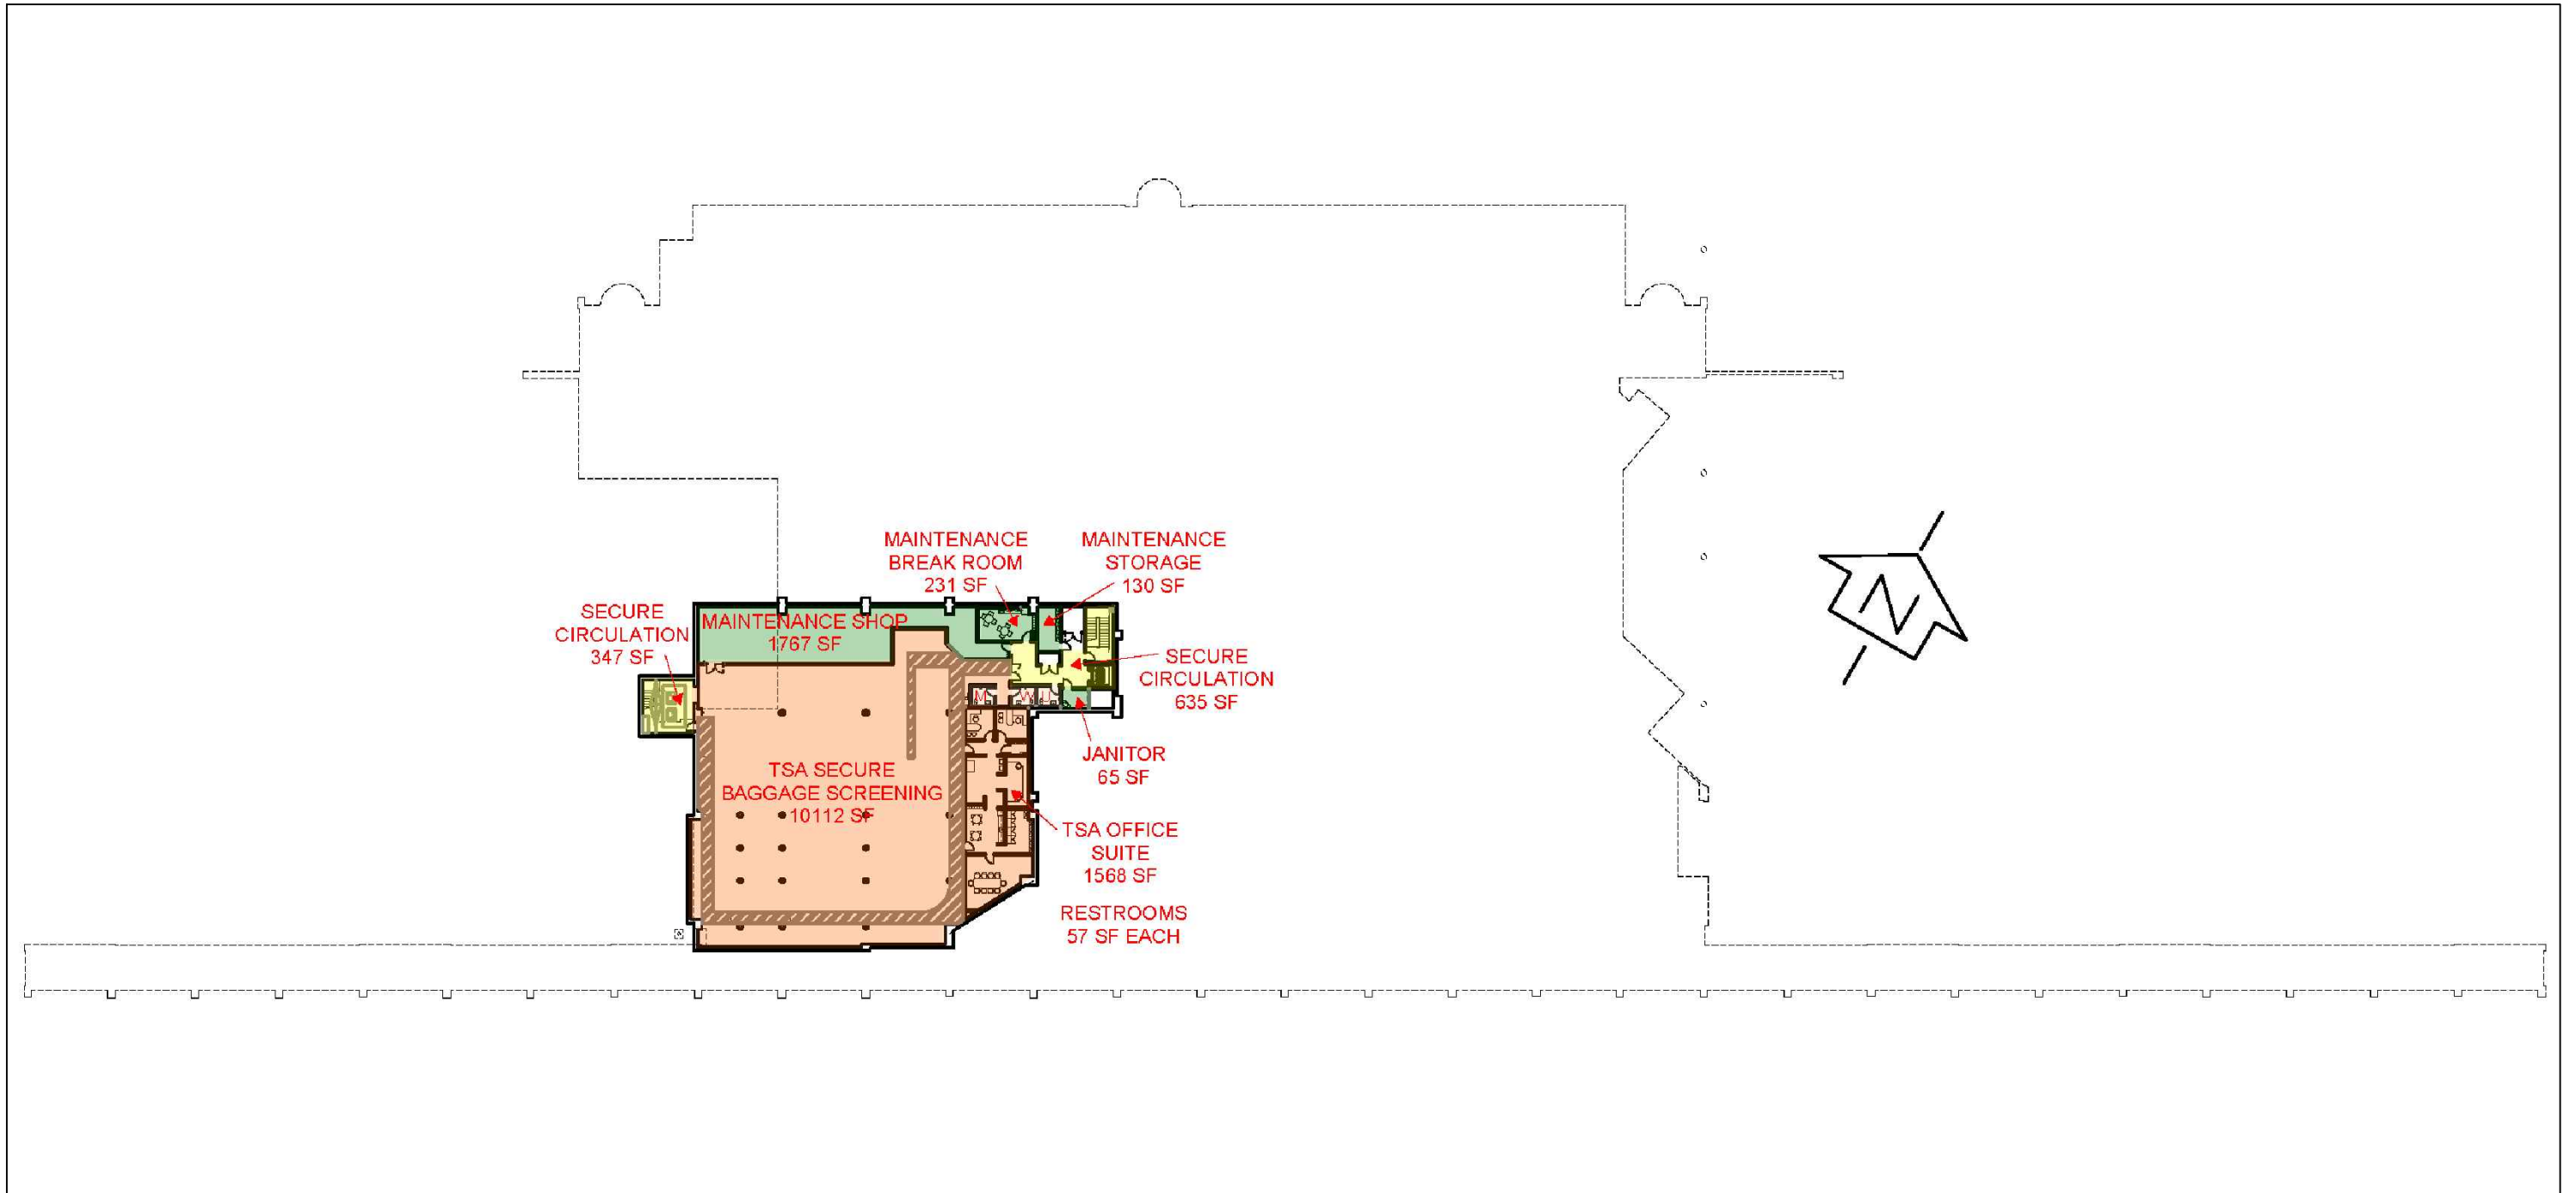 MAINTENANCE
BREAK ROOM
231 SF
MAINTENANCE
STORAGE
130 SF
SECURE
CIRCULATION
347 SF
MAINTENANCE SHOP
1767 SF
SECURE
CIRCULATION
635 SF
M
W
U
JANITOR
65 SF
TSA SECURE
BAGGAGE SCREENING
10112 SF
TSA OFFICE
SUITE
1568 SF
RESTROOMS
57 SF EACH
N